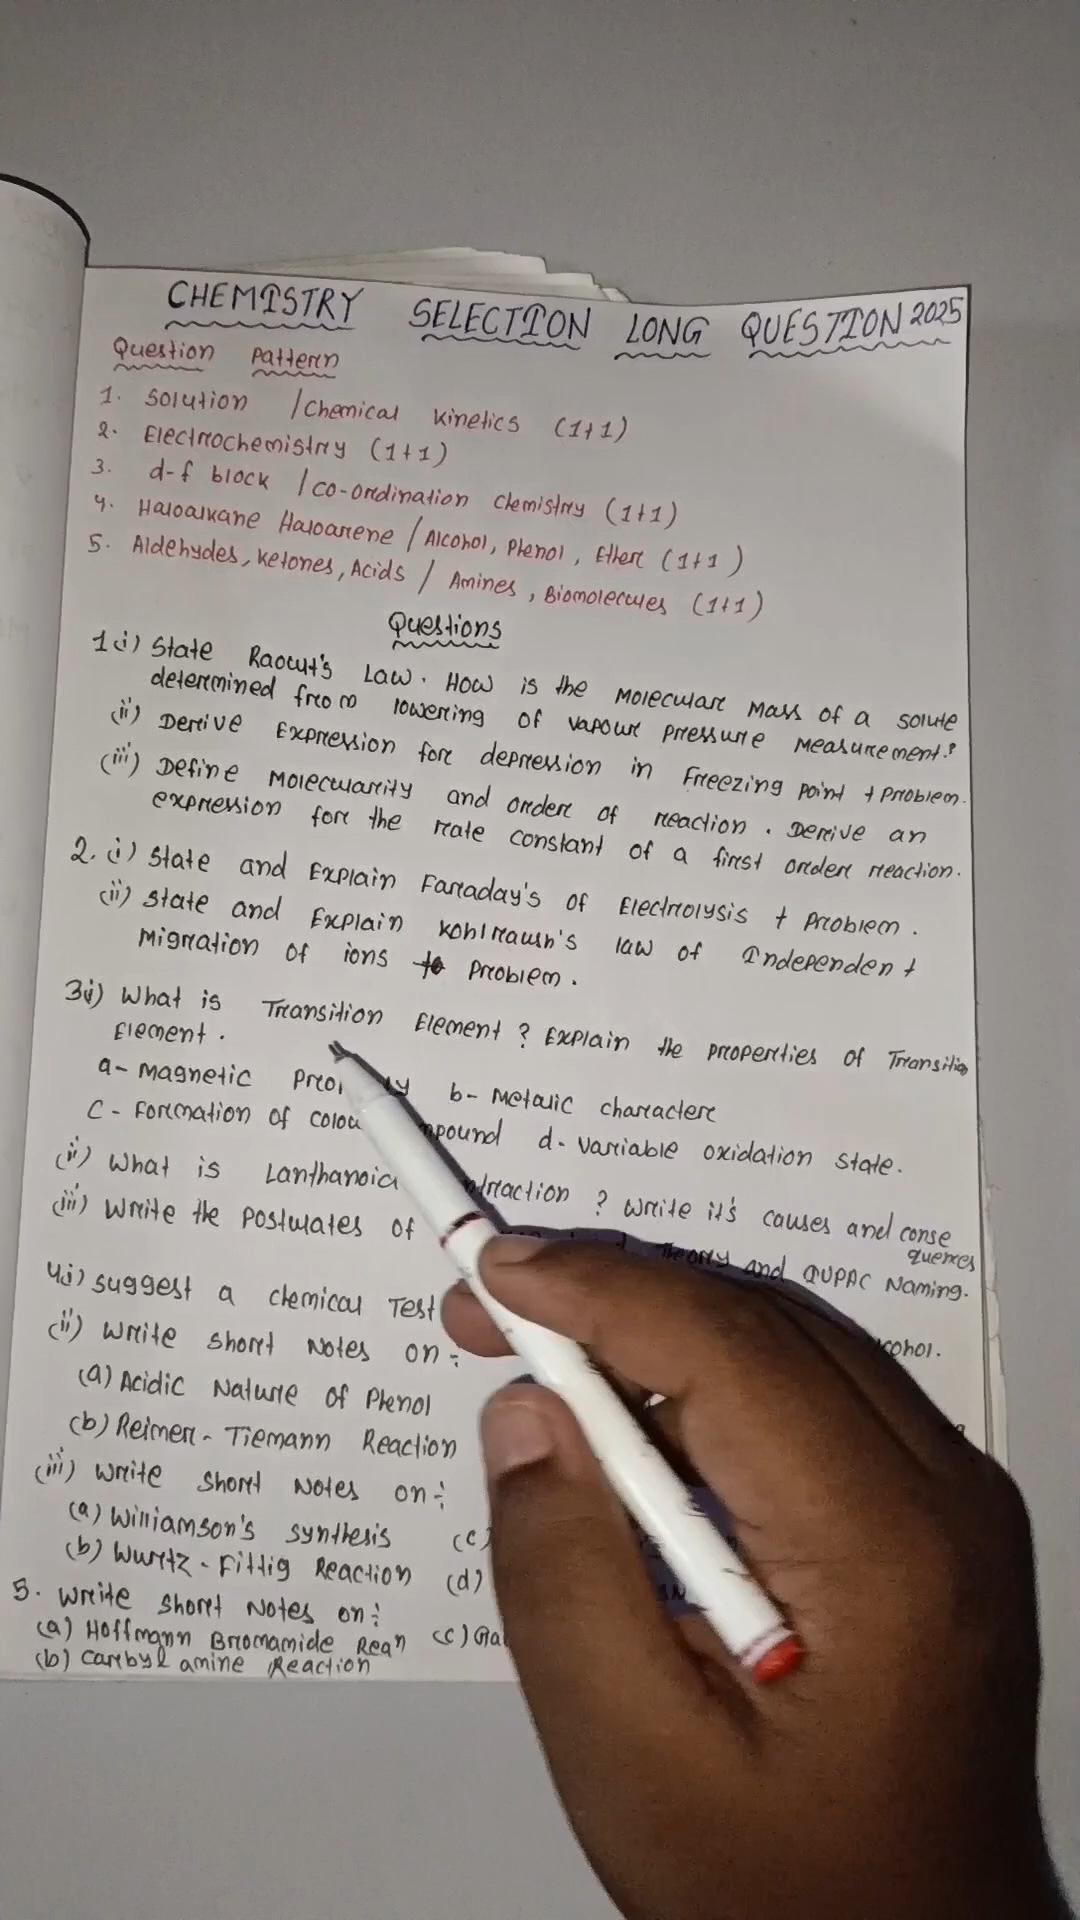 CHEMISTRY SELECTION LONG QUESTION 2025
Question Pattern
1. Solution / Chemical Kinetics (1+1)
2. Electrochemistry (1+1)
3. d-f block / co-ordination chemistry (1+1)
4. Haloalkane Haloarene / Alcohol, Phenol, Ether (1+1)
5. Aldehydes, Ketones, Acids / Amines, Biomolecules (1+1)
Questions
1(i) State Raoult's Law. How is the Molecular Mass of a solute
determined from lowering of vapour pressure measurement?
(ii) Derive Expression for depression in Freezing point + Problem.
(iii) Define Molecularity and order of reaction. Derive an
expression for the rate constant of a first order reaction.
2. (i) State and Explain Faraday's of Electrolysis + Problem.
(ii) State and Explain Kohlraush's law of Independent
Migration of ions Problem.
3(i) What is Transition Element? Explain the properties of Transition
Element.
a- Magnetic b- Metalic character
c- Formation of d- variable oxidation state.
(ii) What is ? Write it's causes and conse
quences
(iii) Write the Postulates of Theory and IUPAC Naming.
4(i) Suggest a chemical Test
(ii) Write short Notes on:-
(a) Acidic Nature of Phenol
(b) Reimer-Tiemann Reaction
(iii) Write short Notes on:-
(a) Williamson's synthesis (c)
(b) Wurtz-Fittig Reaction (d)
5. Write short Notes on:-
(a) Hoffmann Bromamide Rean (c)
(b) Carbyl amine Reaction